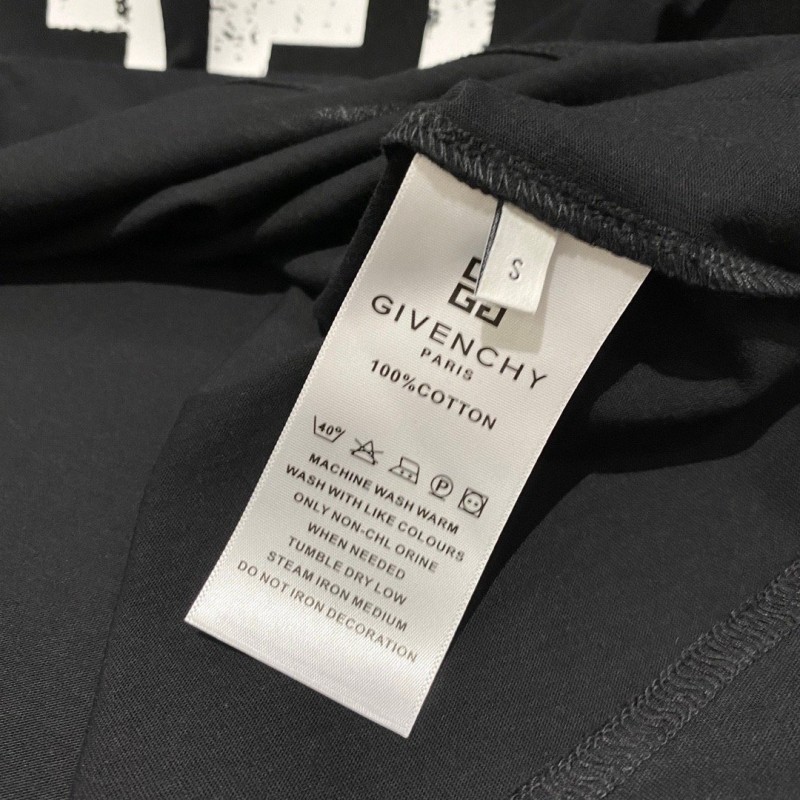 S
GIVENCHY
PARIS
100%COTTON
40°
P
MACHINE WASH WARM
WASH WITH LIKE COLOURS
ONLY NON-CHL ORINE
WHEN NEEDED
TUMBLE DRY LOW
STEAM IRON MEDIUM
DO NOT IRON DECORATION